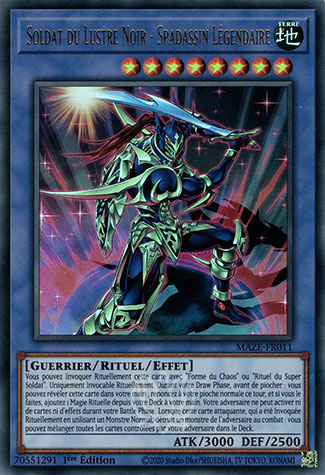 Soldat du Lustre Noir - Spadassin Légendaire
TERRE
地
MAZE-FR011
[Guerrier/Rituel/Effet]
Vous pouvez Invoquer Rituellement cette carte avec "Forme du Chaos" ou "Rituel du Super
Soldat". Uniquement Invocable Rituellement. Durant votre Draw Phase, avant de piocher : vous
pouvez révéler cette carte dans votre main ; renoncez à votre pioche normale ce tour, et si vous le
faites, ajoutez 1 Magie Rituelle depuis votre Deck à votre main. Votre adversaire ne peut activer ni
de cartes ni d'effets durant votre Battle Phase. Lorsque cette carte attaquante, qui a été Invoquée
Rituellement en utilisant un Monstre Normal, détruit un monstre de l'adversaire au combat : vous
pouvez mélanger toutes les cartes contrôlées par votre adversaire dans le Deck.
ATK/3000 DEF/2500
70551291 1ère Édition
©2020 Studio Dice/SHUEISHA, TV TOKYO, KONAMI